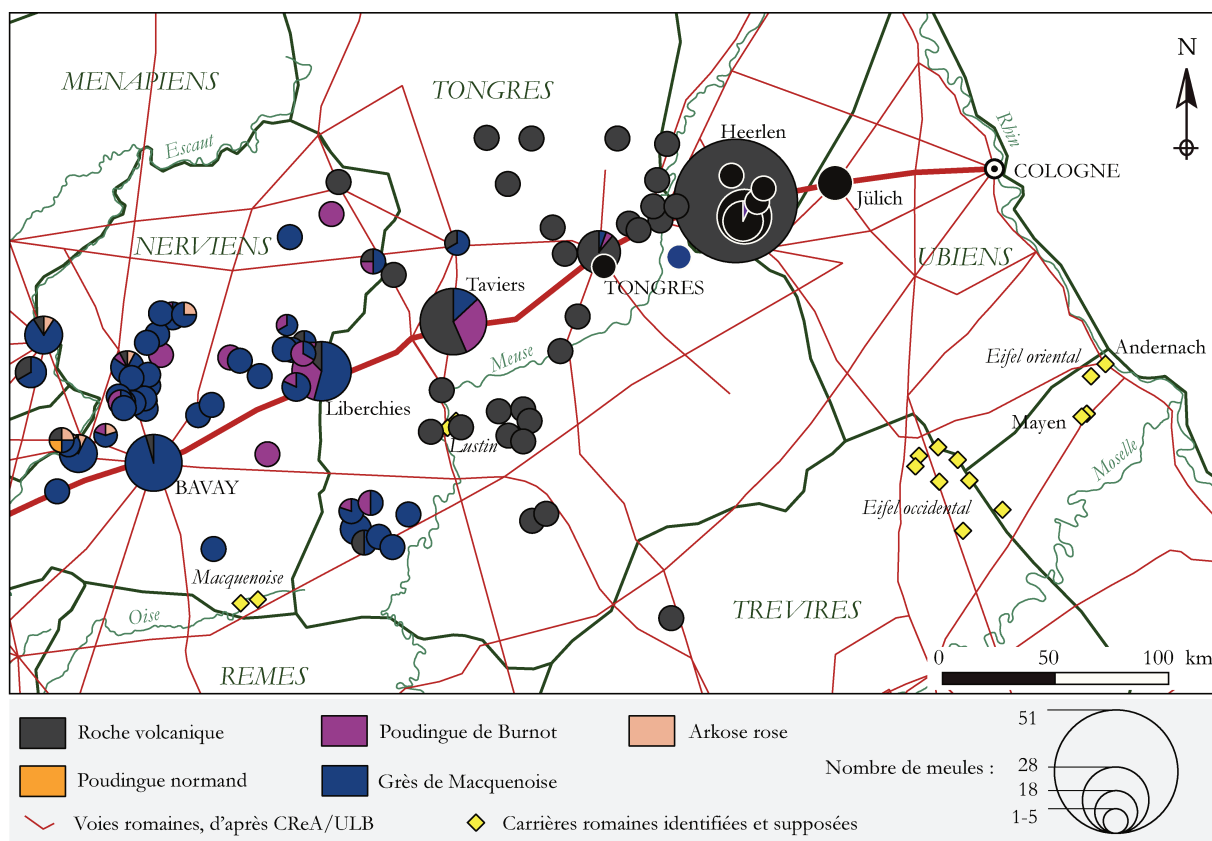 MENAPIENS
TONGRES
N
Escaut
Rhin
Heerlen
COLOGNE
Jülich
NERVIENS
UBIENS
Taviers
TONGRES
Meuse
Eifel oriental
Andernach
Liberchies
Mayen
Lustin
Moselle
BAVAY
Eifel occidental
Macquenoise
Oise
TREVIRES
REMES
0 50 100 km
Roche volcanique
Poudingue de Burnot
Arkose rose
Poudingue normand
Grès de Macquenoise
Voies romaines, d'après CReA/ULB
Carrières romaines identifiées et supposées
Nombre de meules :
51
28
18
1-5